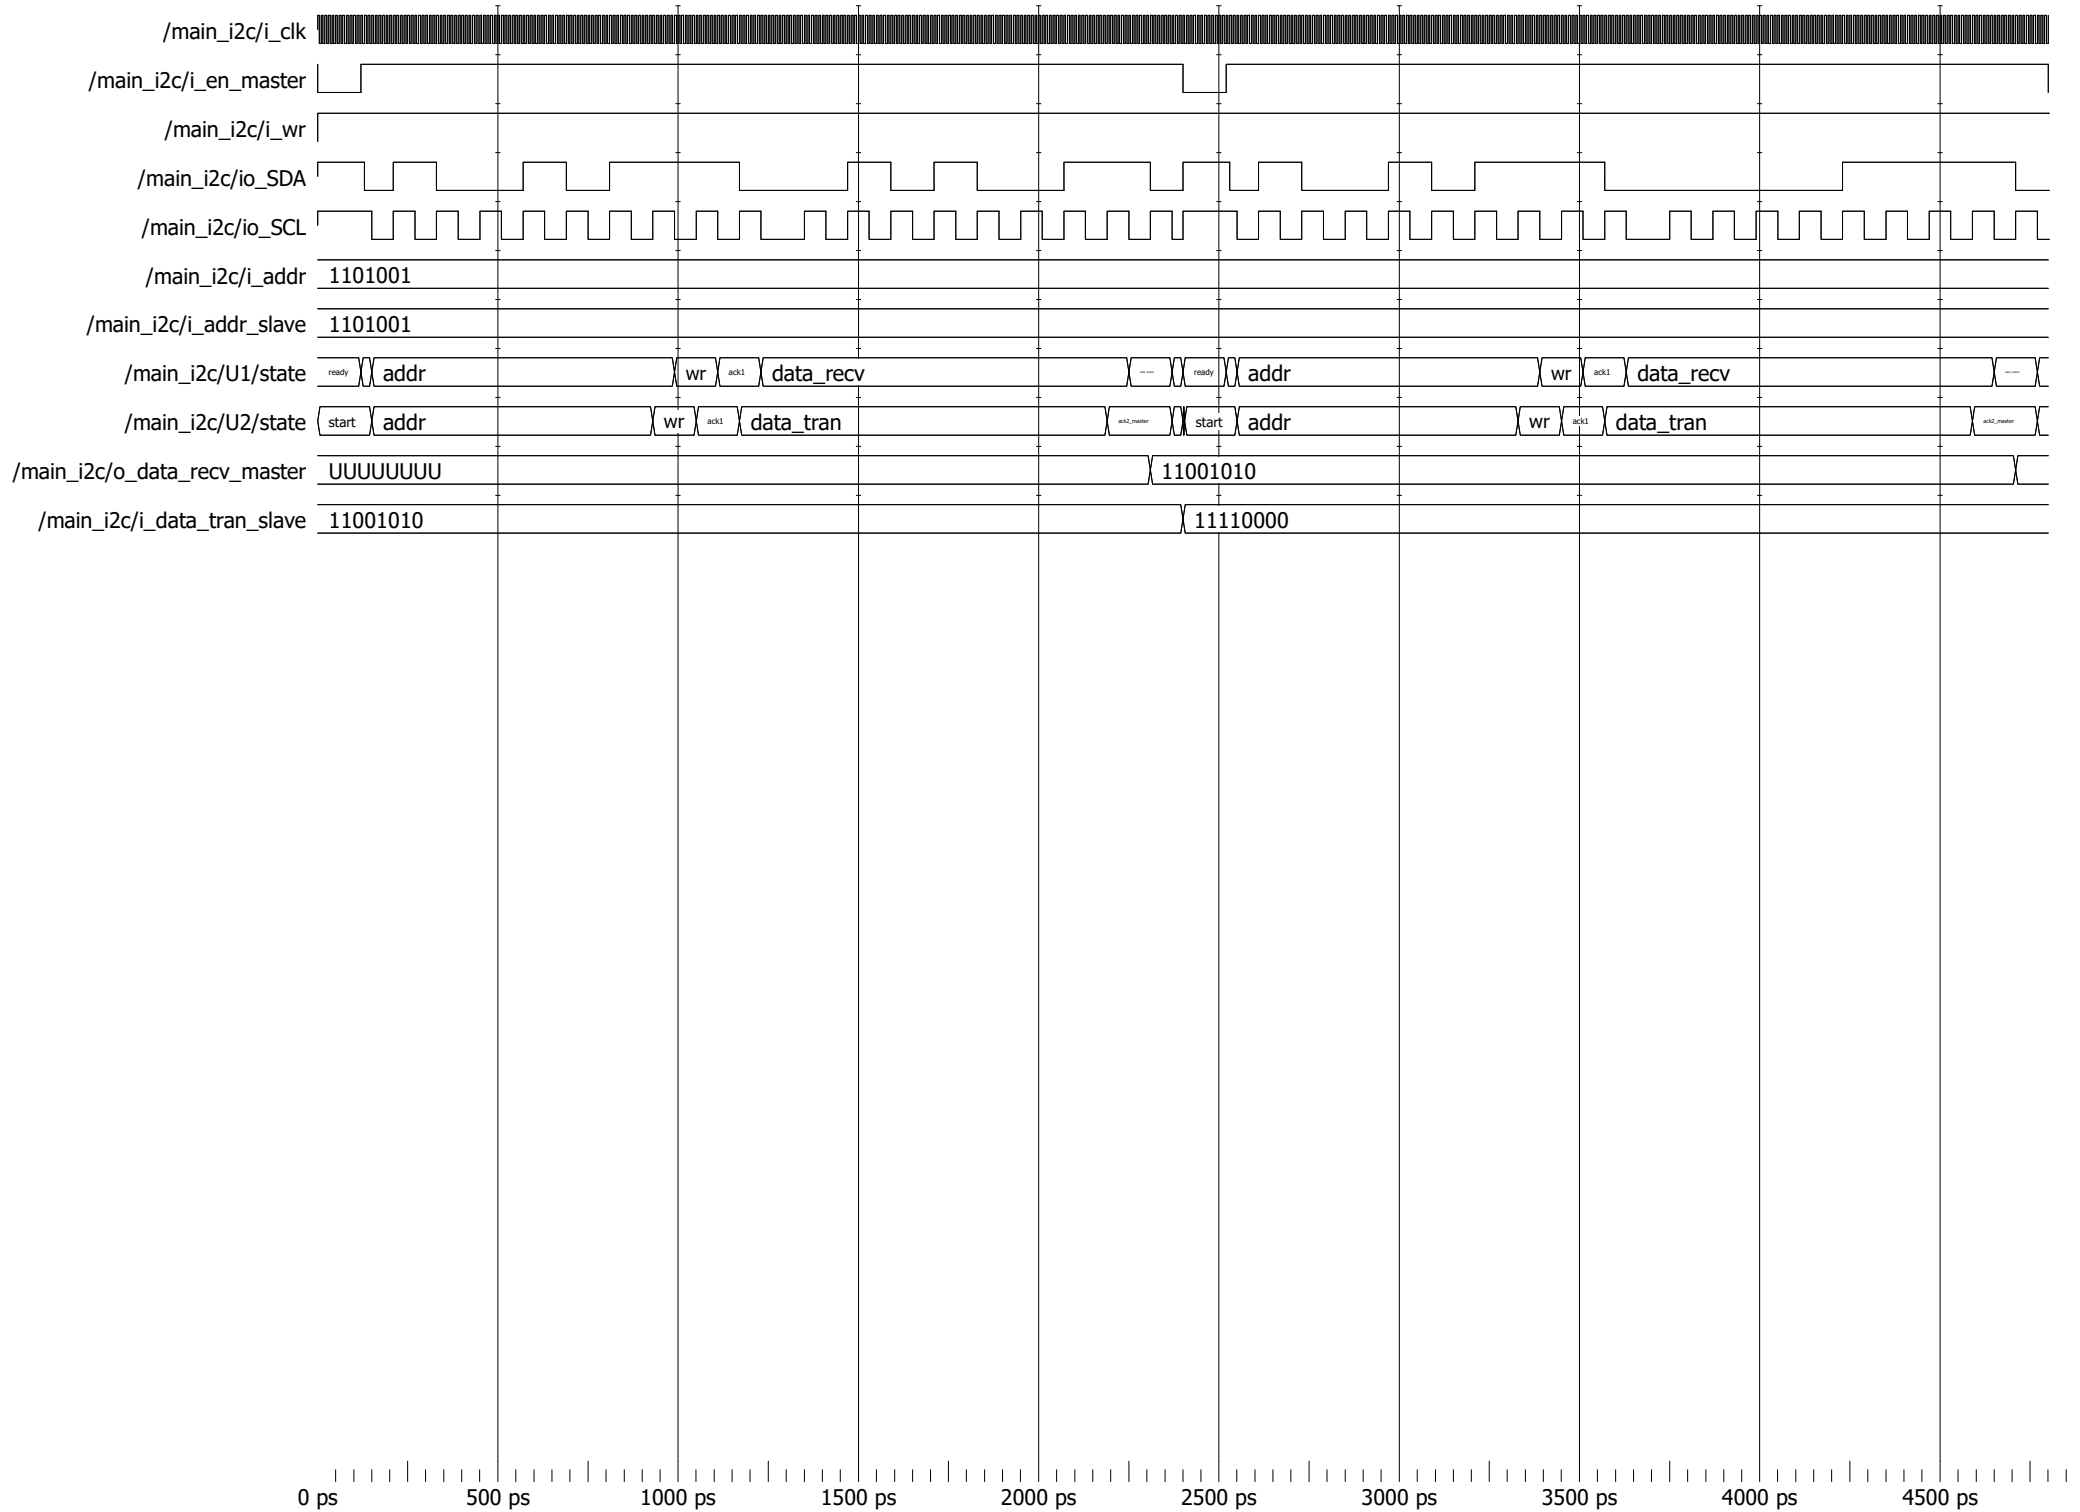 /main_i2c/i_clk
/main_i2c/i_en_master
/main_i2c/i_wr
/main_i2c/io_SDA
/main_i2c/io_SCL
/main_i2c/i_addr 1101001
/main_i2c/i_addr_slave 1101001
/main_i2c/U1/state ready addr wr ack1 data_recv ready addr wr ack1 data_recv
/main_i2c/U2/state start addr wr ack1 data_tran ack2_master start addr wr ack1 data_tran ack2_master
/main_i2c/o_data_recv_master UUUUUUUU 11001010
/main_i2c/i_data_tran_slave 11001010 11110000
0 ps 500 ps 1000 ps 1500 ps 2000 ps 2500 ps 3000 ps 3500 ps 4000 ps 4500 ps